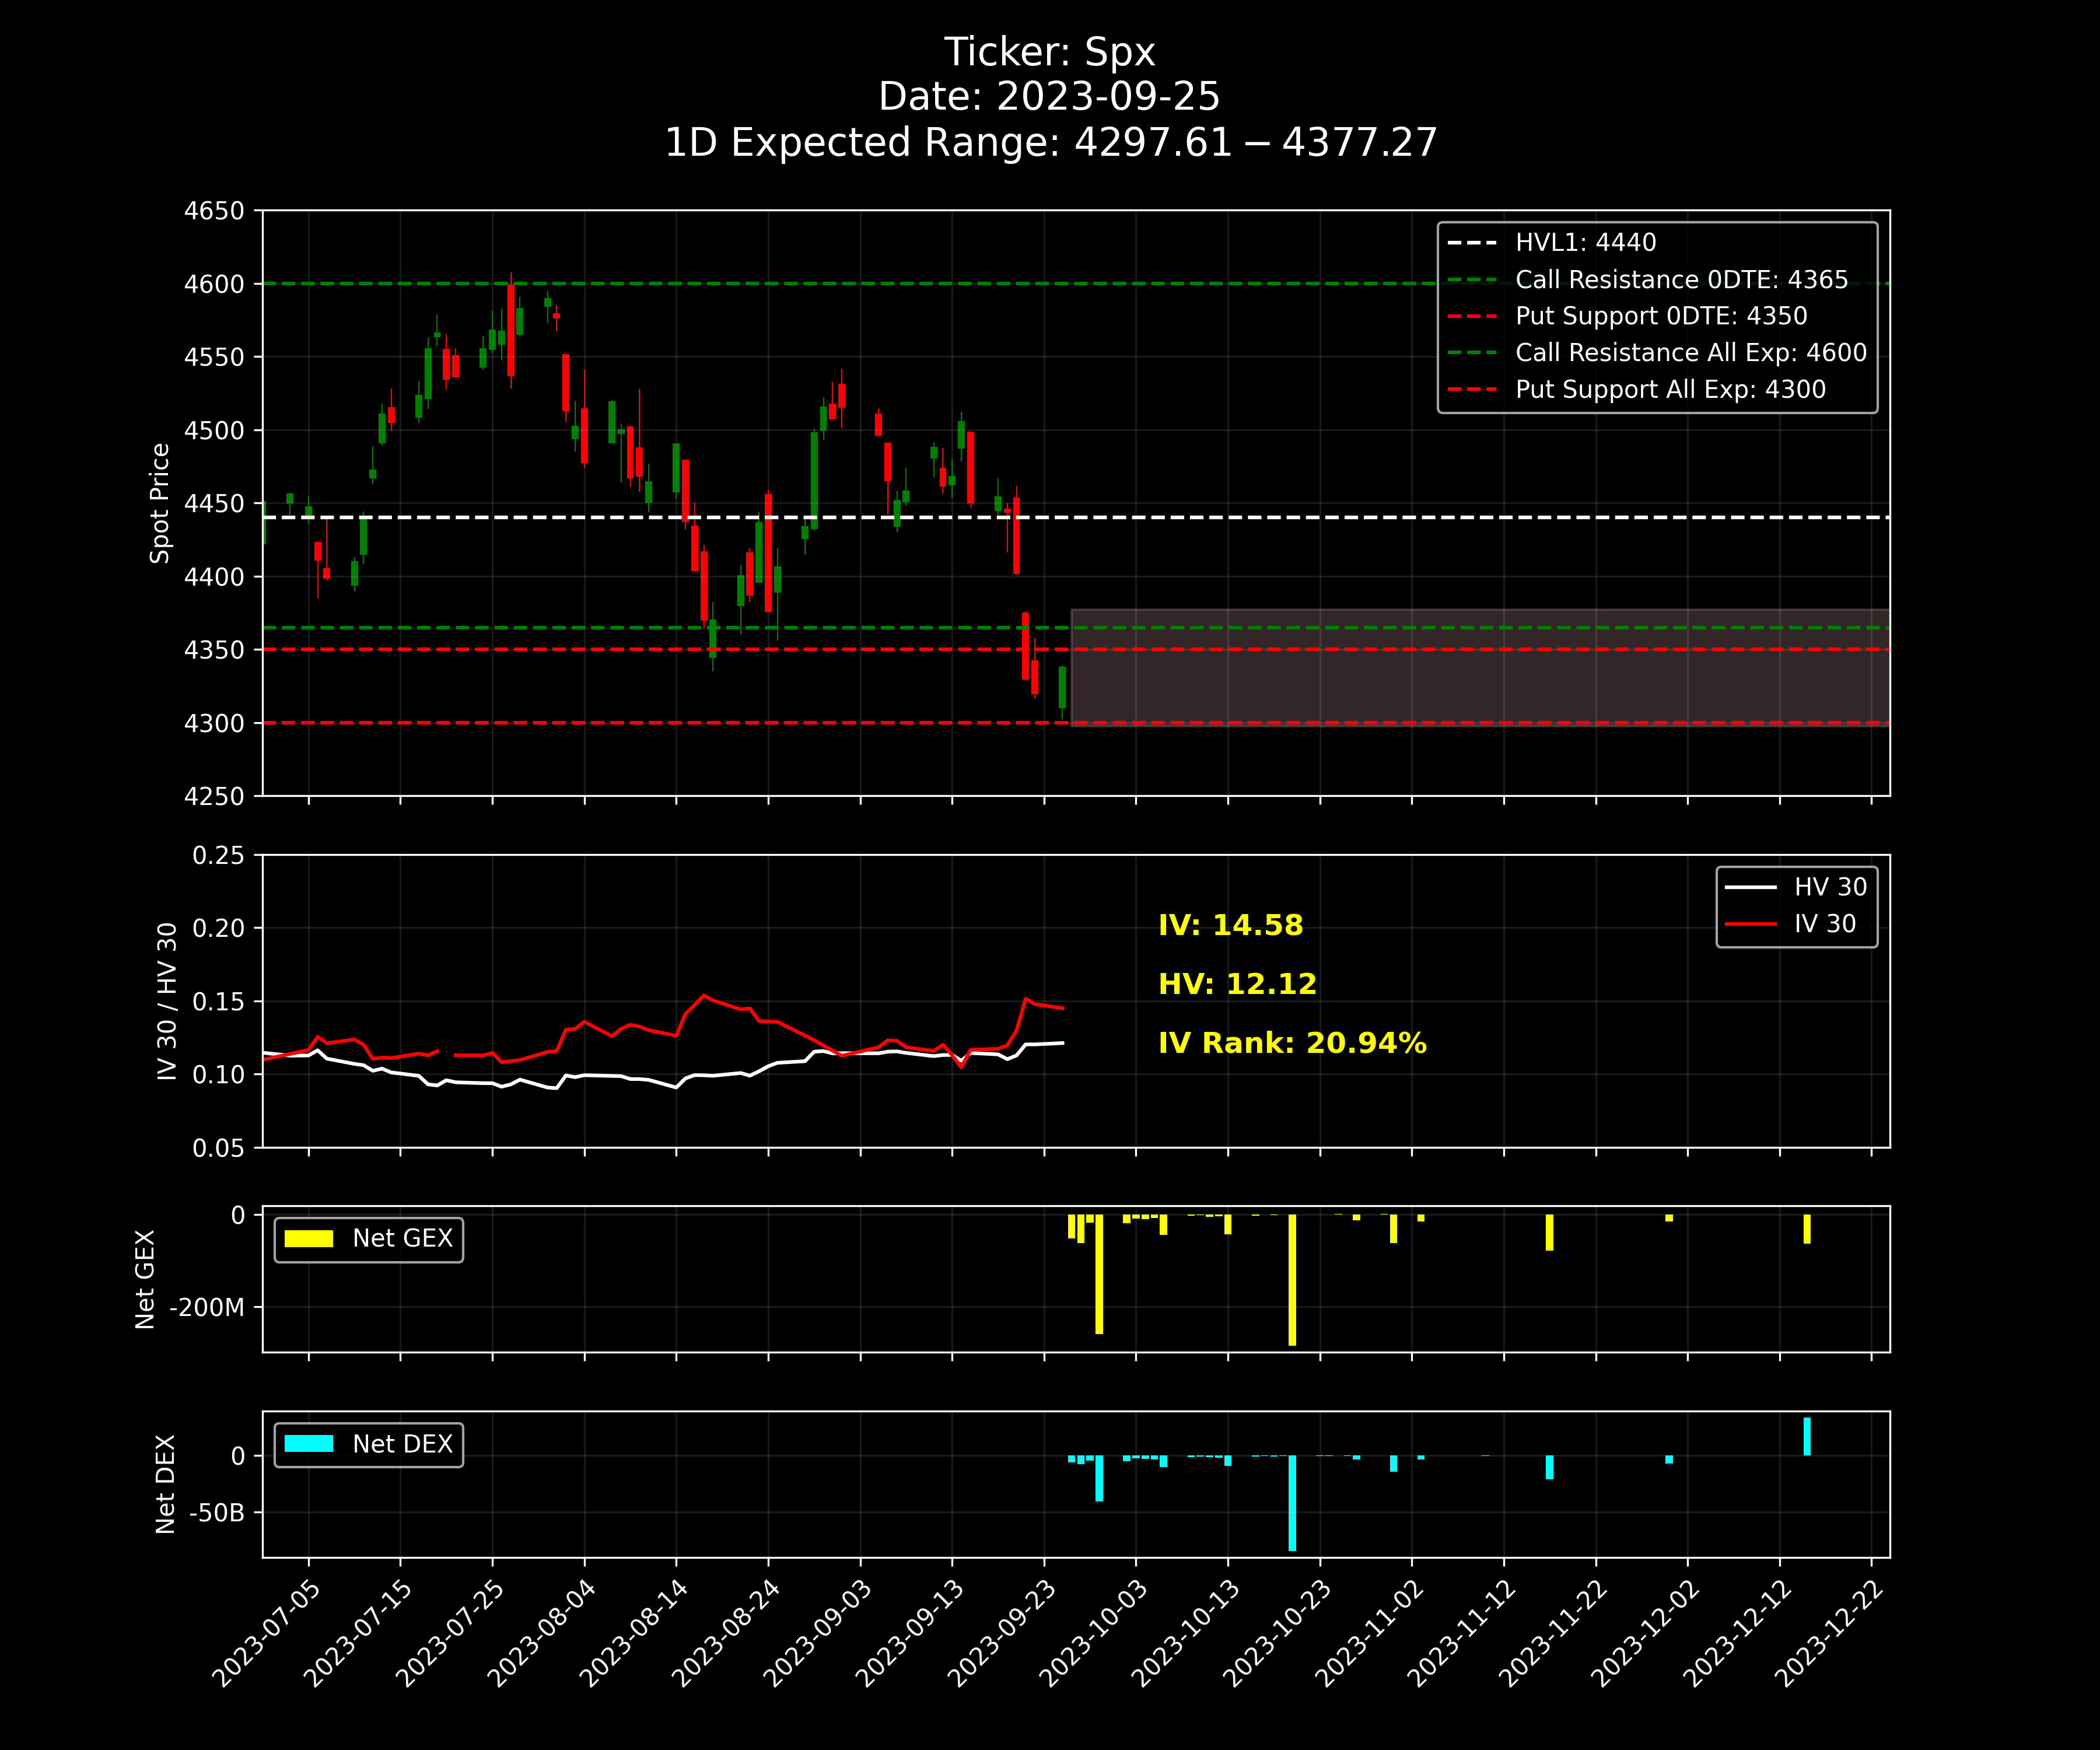 Ticker: Spx
Date: 2023-09-25
1D Expected Range: 4297.61 − 4377.27
4650
4600
4550
4500
4450
4400
4350
4300
4250
Spot Price
HVL1: 4440
Call Resistance 0DTE: 4365
Put Support 0DTE: 4350
Call Resistance All Exp: 4600
Put Support All Exp: 4300
0.25
0.20
0.15
0.10
0.05
IV 30 / HV 30
IV: 14.58
HV: 12.12
IV Rank: 20.94%
HV 30
IV 30
0
-200M
Net GEX
Net GEX
0
-50B
Net DEX
Net DEX
2023-07-05
2023-07-15
2023-07-25
2023-08-04
2023-08-14
2023-08-24
2023-09-03
2023-09-13
2023-09-23
2023-10-03
2023-10-13
2023-10-23
2023-11-02
2023-11-12
2023-11-22
2023-12-02
2023-12-12
2023-12-22